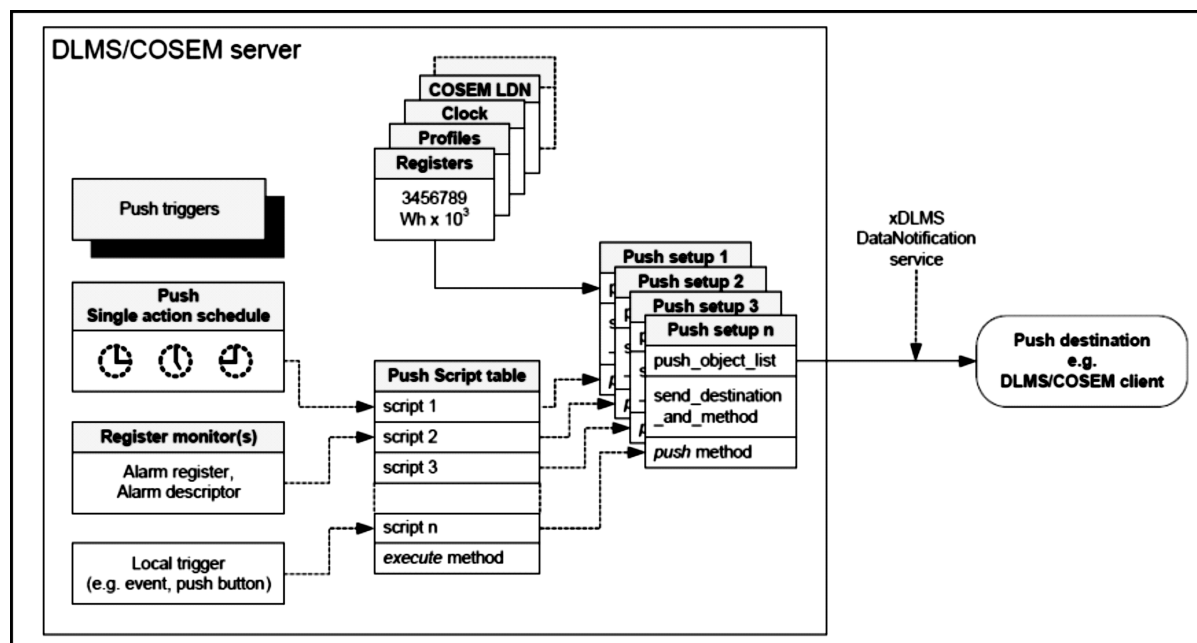 DLMS/COSEM server
COSEM LDN
Clock
Profiles
Registers
3456789
Wh x 10³
Push triggers
Push
Single action schedule
Register monitor(s)
Alarm register,
Alarm descriptor
Local trigger
(e.g. event, push button)
Push Script table
script 1
script 2
script 3
script n
execute method
Push setup 1
Push setup 2
Push setup 3
Push setup n
push_object_list
send_destination
_and_method
push method
xDLMS
DataNotification
service
Push destination
e.g.
DLMS/COSEM client